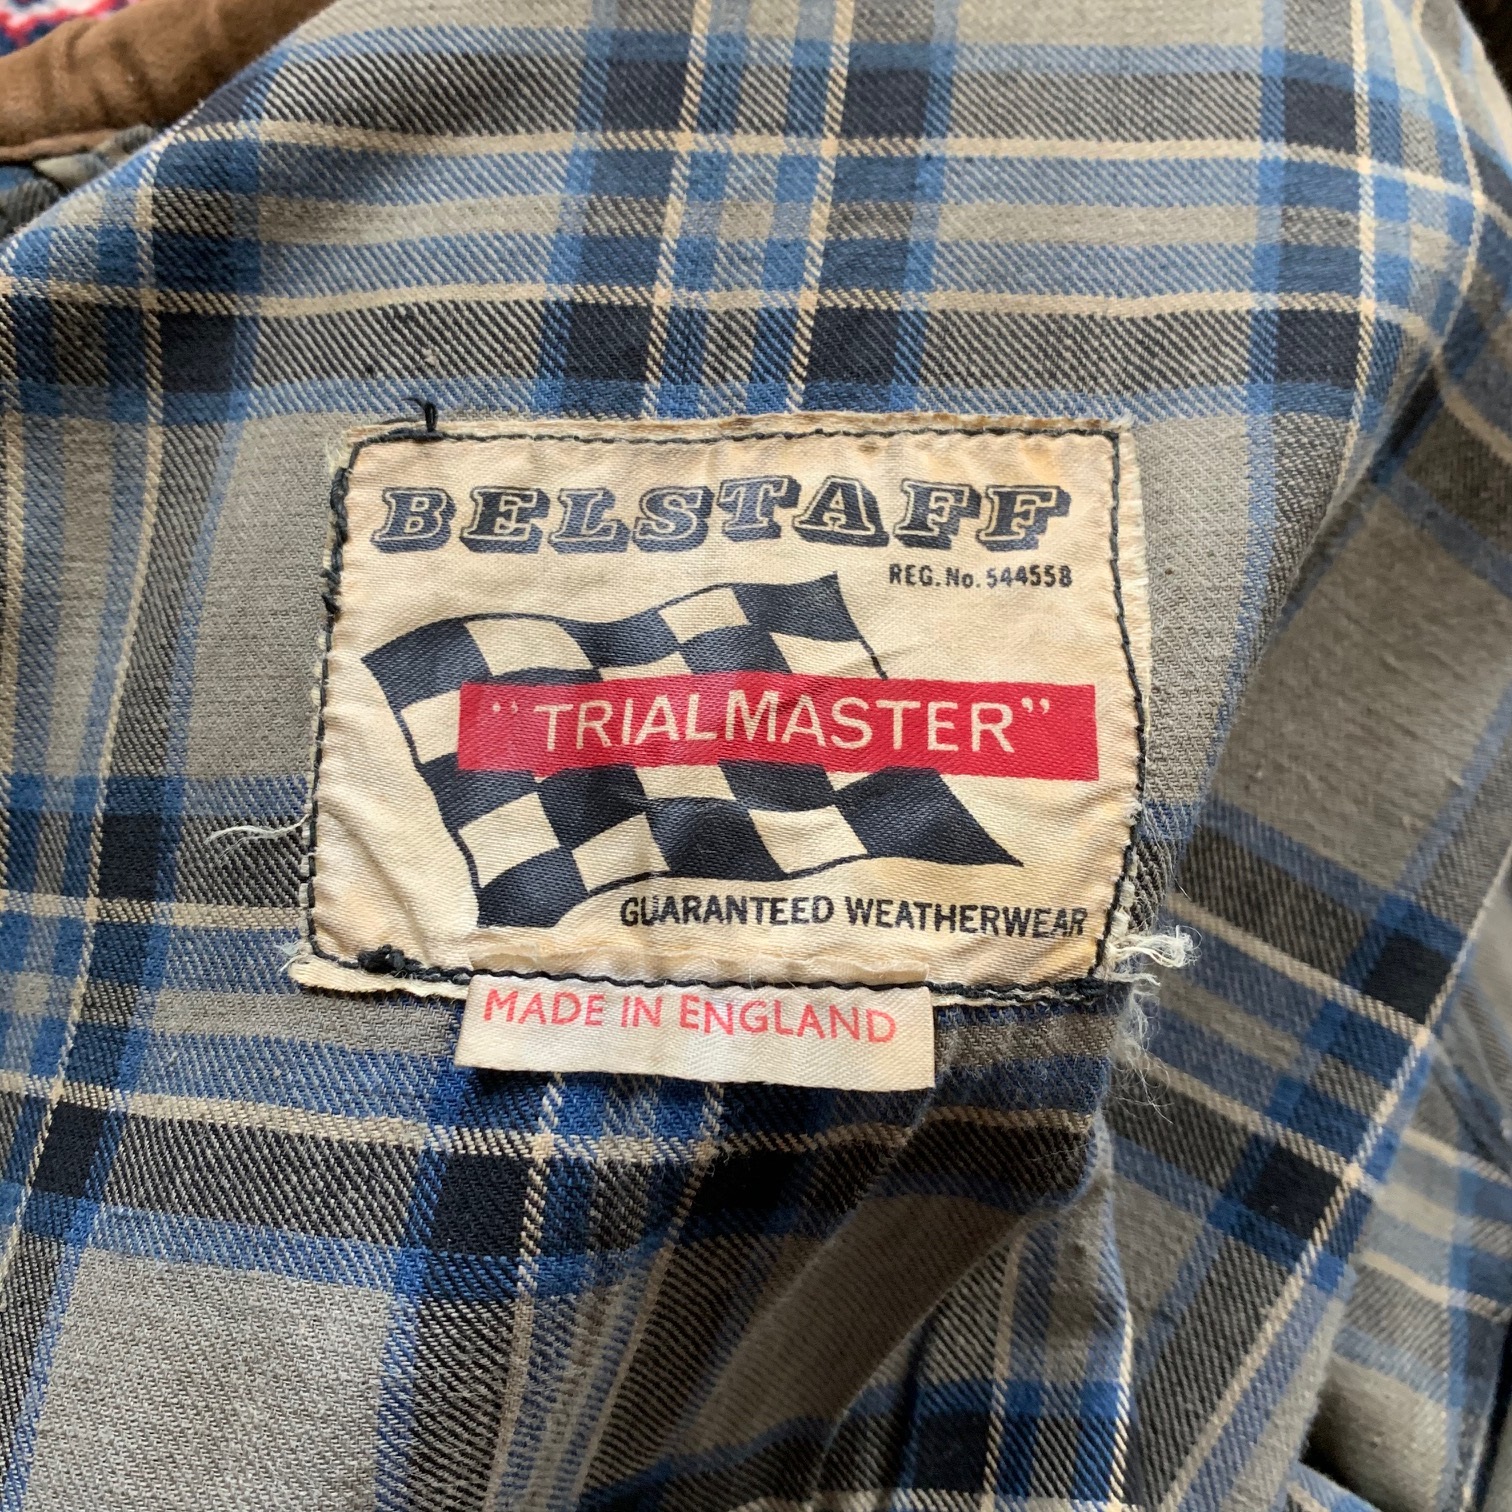 BELSTAFF
REG. No. 544558
"TRIALMASTER"
GUARANTEED WEATHERWEAR
MADE IN ENGLAND